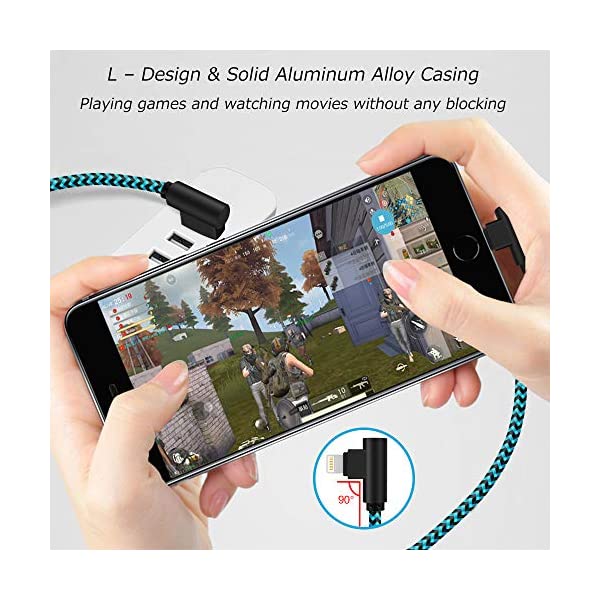 L – Design & Solid Aluminum Alloy Casing
Playing games and watching movies without any blocking
90°